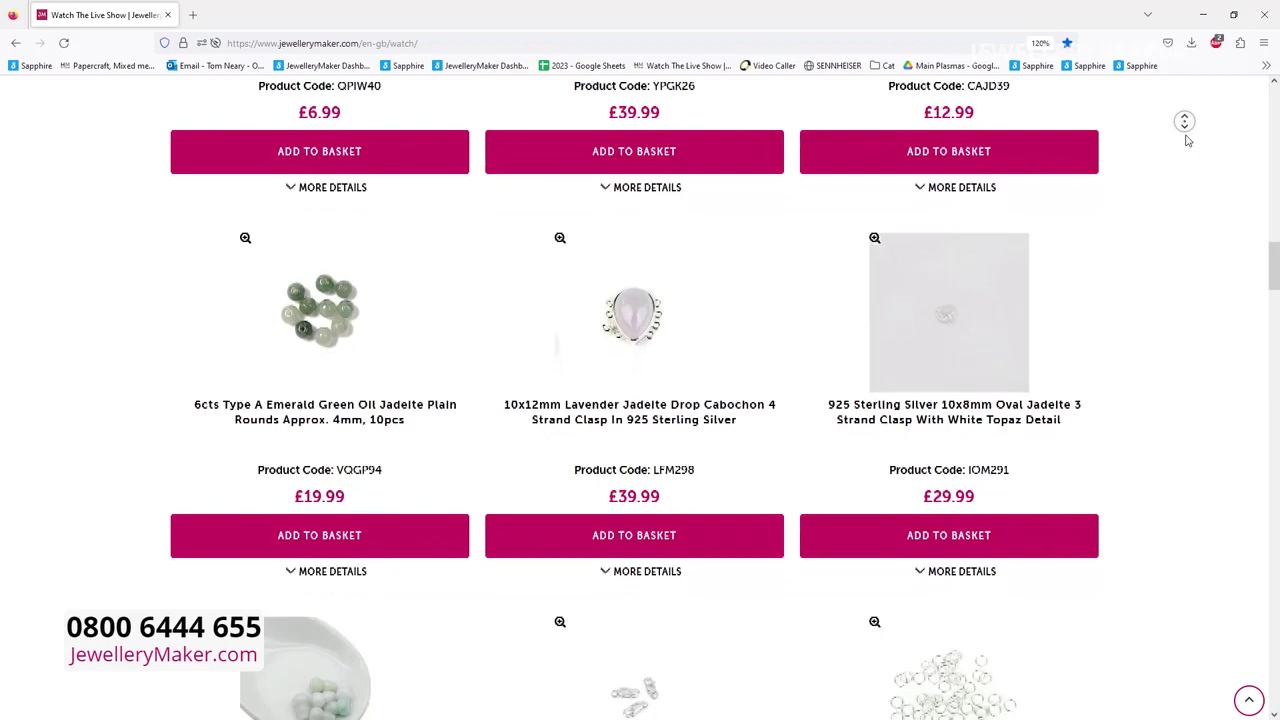 Watch The Live Show | Jewellery
https://www.jewellerymaker.com/en-gb/watch/
120%
2
Sapphire
Papercraft, Mixed me...
Email - Tom Neary - O...
JewelleryMaker Dashb...
Sapphire
JewelleryMaker Dashb...
2023 - Google Sheets
Watch The Live Show |...
Video Caller
SENNHEISER
Cat
Main Plasmas - Googl...
Sapphire
Sapphire
Sapphire
Product Code: QPIW40
Product Code: YPGK26
Product Code: CAJD39
£6.99
£39.99
£12.99
ADD TO BASKET
ADD TO BASKET
ADD TO BASKET
MORE DETAILS
MORE DETAILS
MORE DETAILS
6cts Type A Emerald Green Oil Jadeite Plain
Rounds Approx. 4mm, 10pcs
10x12mm Lavender Jadeite Drop Cabochon 4
Strand Clasp In 925 Sterling Silver
925 Sterling Silver 10x8mm Oval Jadeite 3
Strand Clasp With White Topaz Detail
Product Code: VQGP94
Product Code: LFM298
Product Code: IOM291
£19.99
£39.99
£29.99
ADD TO BASKET
ADD TO BASKET
ADD TO BASKET
MORE DETAILS
MORE DETAILS
MORE DETAILS
0800 6444 655
JewelleryMaker.com